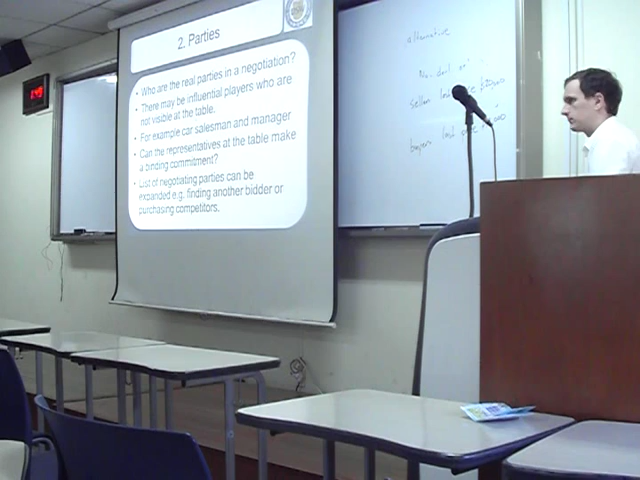 2. Parties
• Who are the real parties in a negotiation?
• There may be influential players who are
not visible at the table.
• For example car salesman and manager
• Can the representatives at the table make
a binding commitment?
• List of negotiating parties can be
expanded e.g. finding another bidder or
purchasing competitors.
alternative
No deal